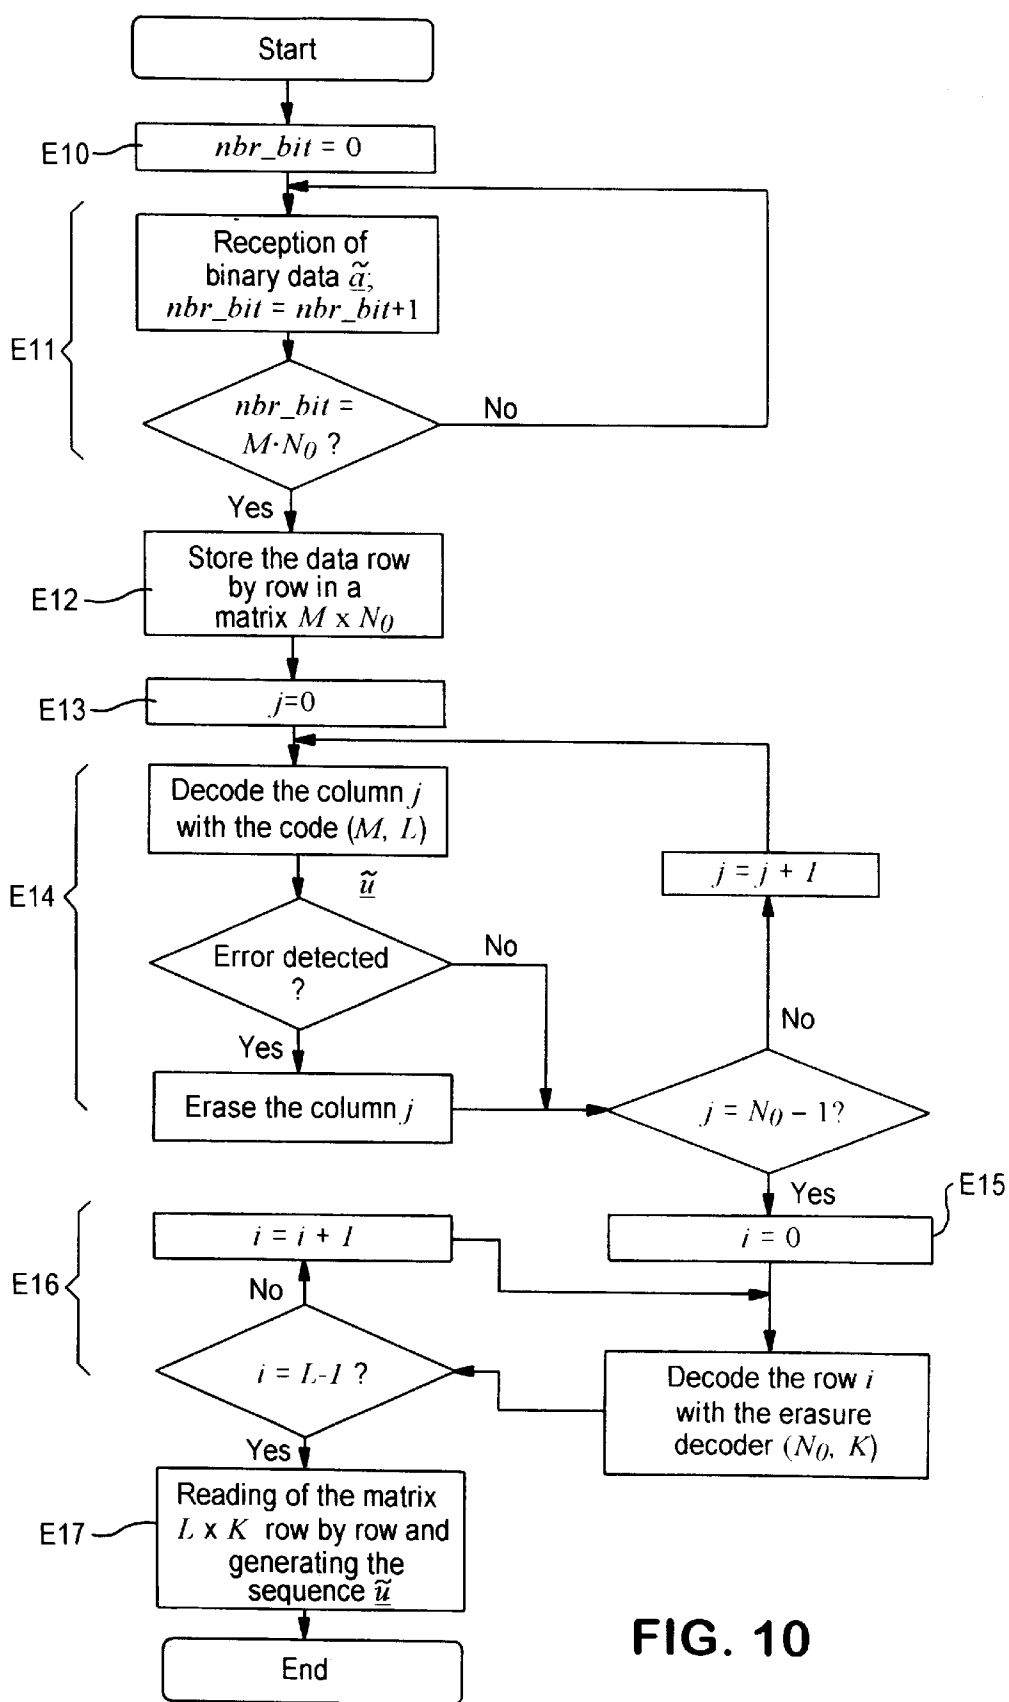 Start
E10
nbr_bit = 0
Reception of
binary data ã;
nbr_bit = nbr_bit+1
E11
nbr_bit =
M·N₀ ?
No
Yes
Store the data row
by row in a
matrix M x N₀
E12
E13
j=0
Decode the column j
with the code (M, L)
ũ
E14
j = j + 1
Error detected
?
No
Yes
No
Erase the column j
j = N₀ – 1?
Yes
E15
i = i + 1
i = 0
E16
No
i = L-1 ?
Decode the row i
with the erasure
decoder (N₀, K)
Yes
Reading of the matrix
L x K row by row and
generating the
sequence ũ
E17
FIG. 10
End